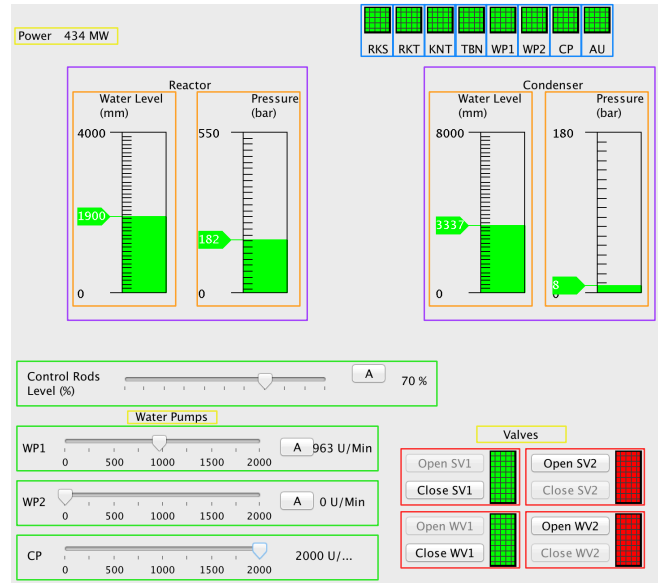 Power 434 MW
RKS RKT KNT TBN WP1 WP2 CP AU
Reactor
Water Level
(mm)
4000
1900
0
Pressure
(bar)
550
182
0
Condenser
Water Level
(mm)
8000
3337
0
Pressure
(bar)
180
8
0
Control Rods
Level (%)
A
70 %
Water Pumps
WP1
0 500 1000 1500 2000
A
963 U/Min
WP2
0 500 1000 1500 2000
A
0 U/Min
CP
0 500 1000 1500 2000
2000 U/...
Valves
Open SV1
Close SV1
Open SV2
Close SV2
Open WV1
Close WV1
Open WV2
Close WV2